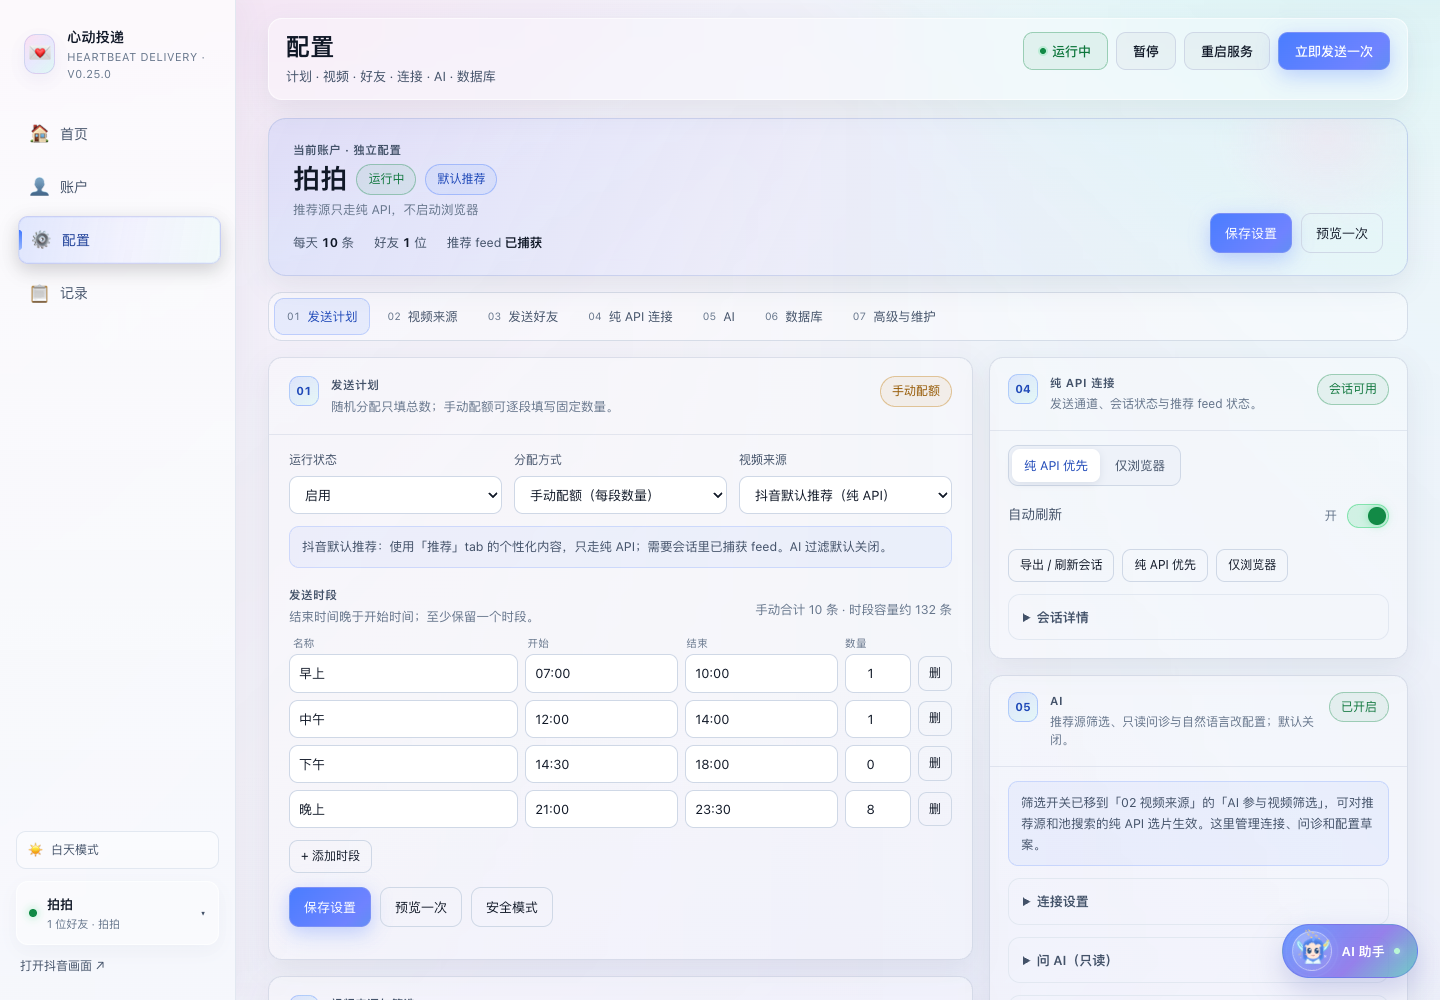 心动投递
HEARTBEAT DELIVERY ·
V0.25.0
首页
账户
配置
记录
白天模式
拍拍
1 位好友 · 拍拍
打开抖音画面 ↗
配置
计划 · 视频 · 好友 · 连接 · AI · 数据库
运行中
暂停
重启服务
立即发送一次
当前账户 · 独立配置
拍拍 运行中 默认推荐
推荐源只走纯 API，不启动浏览器
每天 10 条 好友 1 位 推荐 feed 已捕获
保存设置 预览一次
01 发送计划 02 视频来源 03 发送好友 04 纯 API 连接 05 AI 06 数据库 07 高级与维护
01 发送计划
随机分配只填总数；手动配额可逐段填写固定数量。
手动配额
运行状态 分配方式 视频来源
启用 手动配额（每段数量） 抖音默认推荐（纯 API）
抖音默认推荐：使用「推荐」tab 的个性化内容，只走纯 API；需要会话里已捕获 feed。AI 过滤默认关闭。
发送时段
结束时间晚于开始时间；至少保留一个时段。
手动合计 10 条 · 时段容量约 132 条
名称 开始 结束 数量
早上 07:00 10:00 1 删
中午 12:00 14:00 1 删
下午 14:30 18:00 0 删
晚上 21:00 23:30 8 删
+ 添加时段
保存设置 预览一次 安全模式
04 纯 API 连接
发送通道、会话状态与推荐 feed 状态。
会话可用
纯 API 优先 仅浏览器
自动刷新 开
导出 / 刷新会话 纯 API 优先 仅浏览器
▶ 会话详情
05 AI
推荐源筛选、只读问诊与自然语言改配置；默认关
闭。
已开启
筛选开关已移到「02 视频来源」的「AI 参与视频筛选」，可对推
荐源和池搜索的纯 API 选片生效。这里管理连接、问诊和配置草
案。
▶ 连接设置
▶ 问 AI（只读）
AI 助手